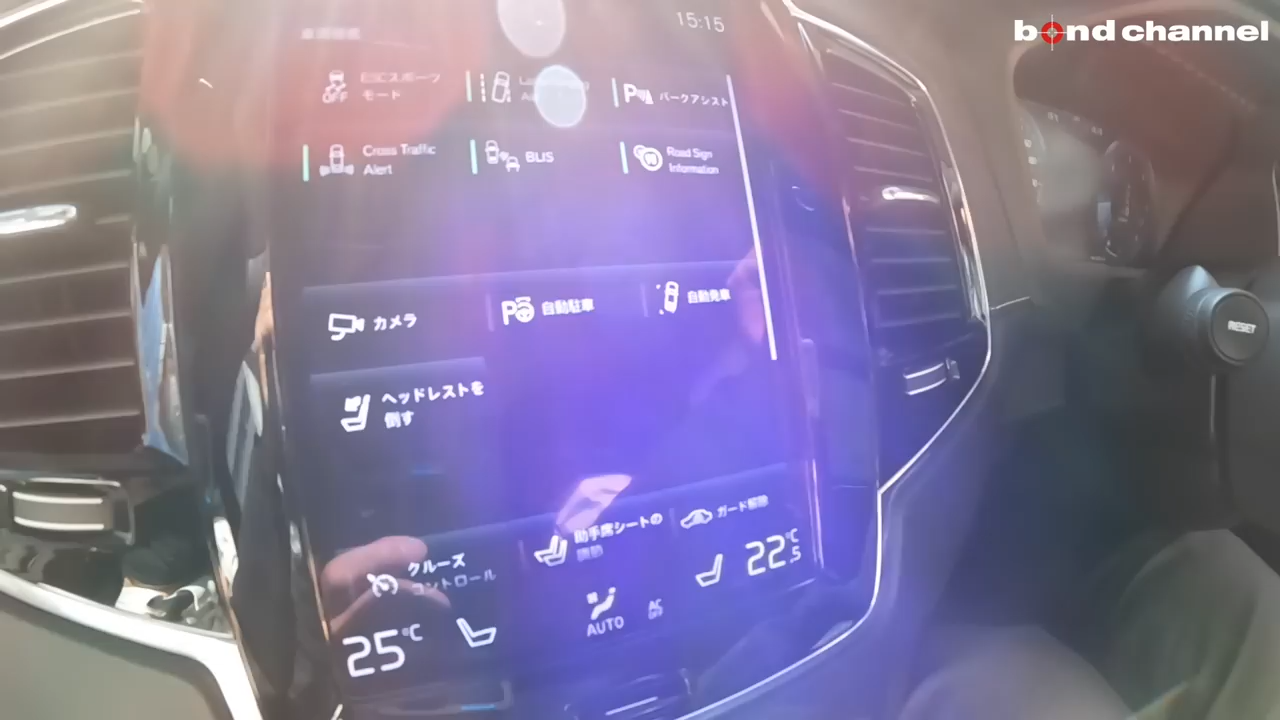 bond channel
15:15
ESCスポーツ
モード
OFF
パークアシスト
Cross Traffic
Alert
BLIS
Road Sign
Information
カメラ
自動駐車
自動発車
ヘッドレストを
倒す
クルーズ
コントロール
助手席シートの
調節
ガード解除
25℃
AUTO
AC
OFF
22.5℃
RESET